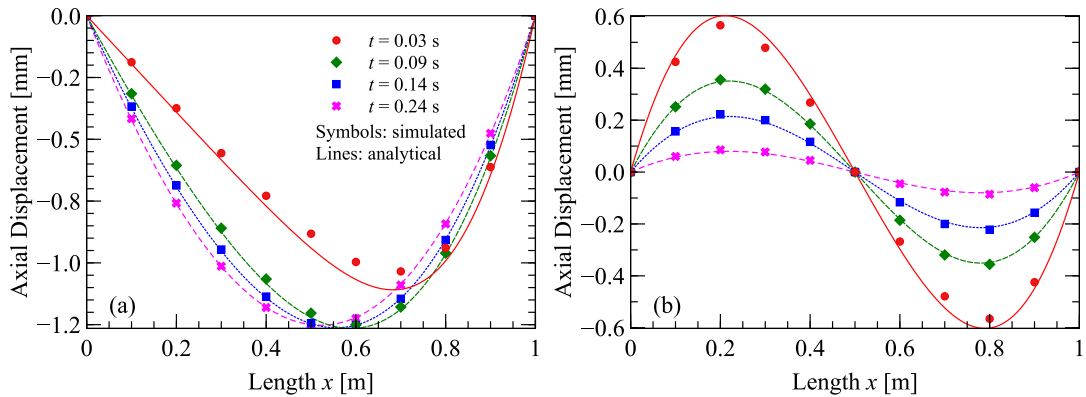 0.0
−0.2
−0.5
−0.8
−1.0
−1.2
Axial Displacement [mm]
t = 0.03 s
t = 0.09 s
t = 0.14 s
t = 0.24 s
Symbols: simulated
Lines: analytical
(a)
0 0.2 0.4 0.6 0.8 1
Length x [m]
0.6
0.4
0.2
0.0
−0.2
−0.4
−0.6
Axial Displacement [mm]
(b)
0 0.2 0.4 0.6 0.8 1
Length x [m]